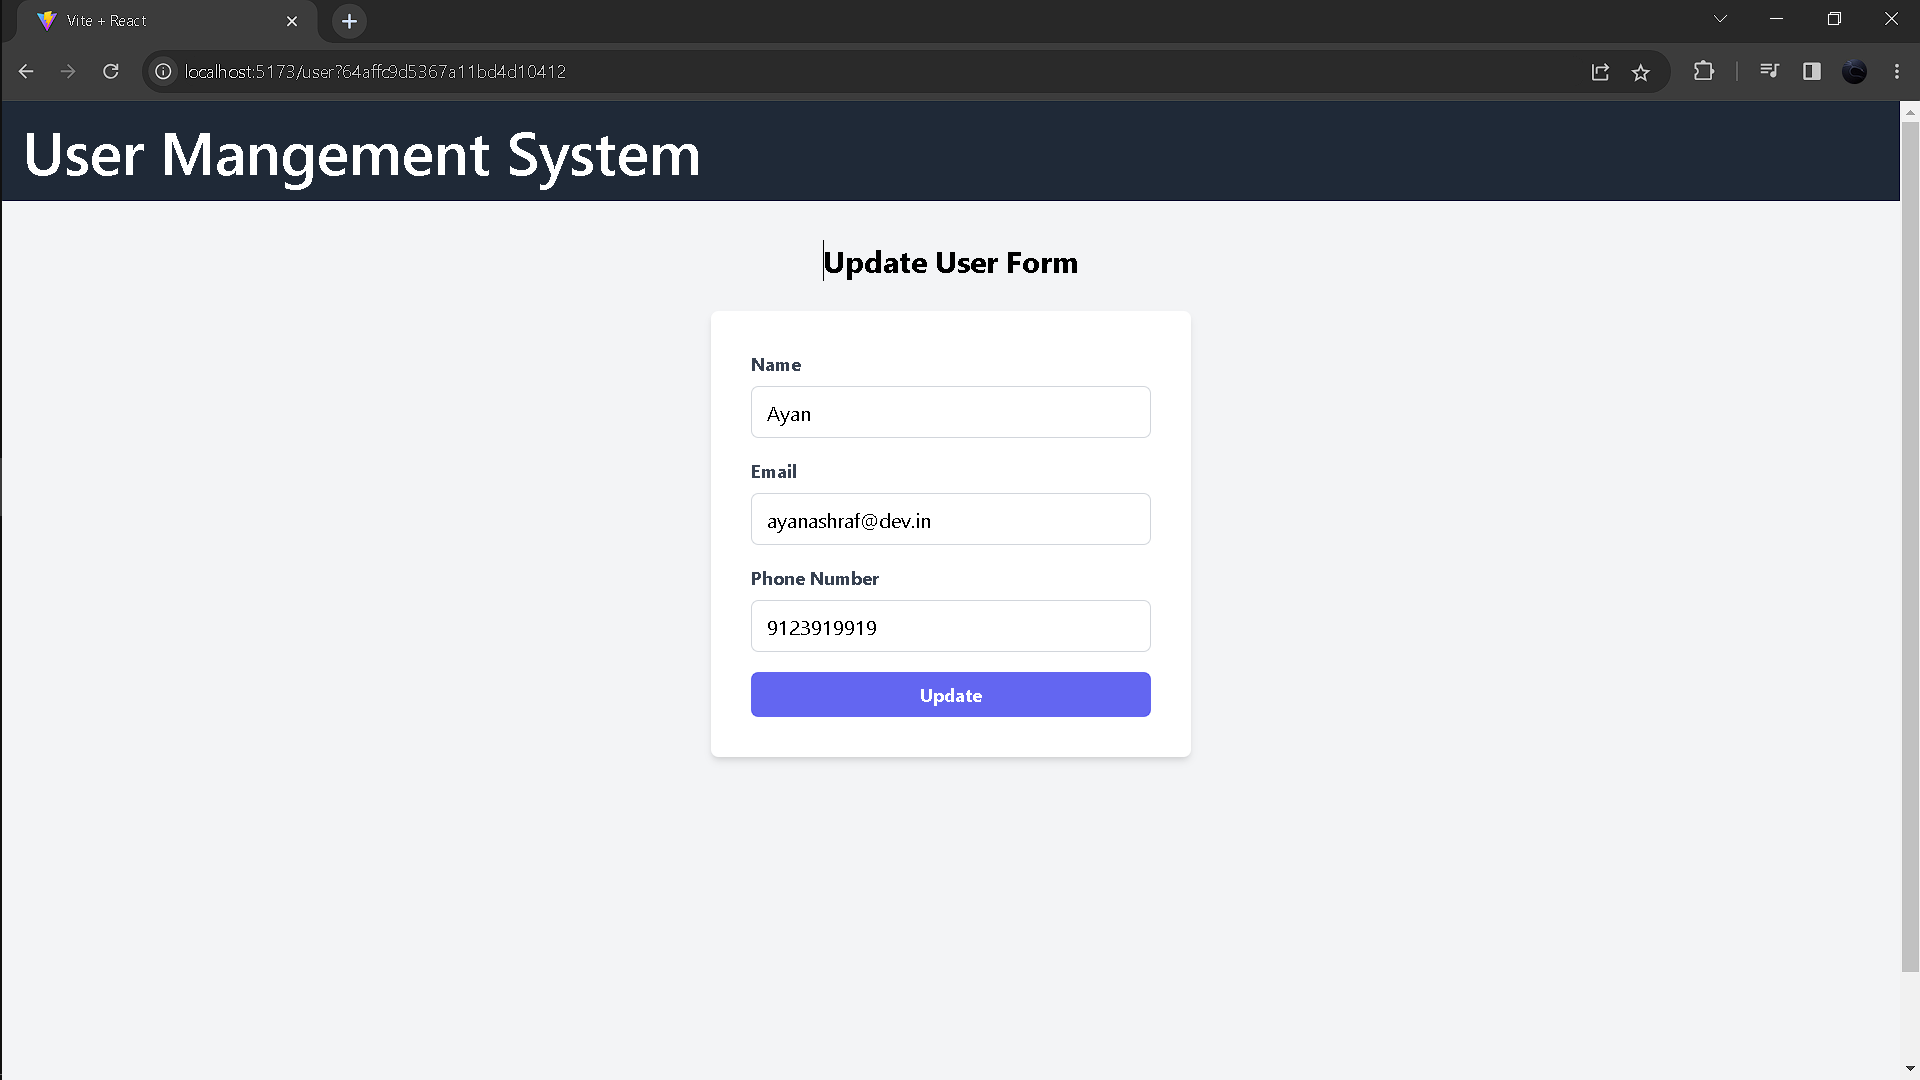 Vite + React
localhost:5173/user?64affc9d5367a11bd4d10412
User Mangement System
Update User Form
Name
Ayan
Email
ayanashraf@dev.in
Phone Number
9123919919
Update